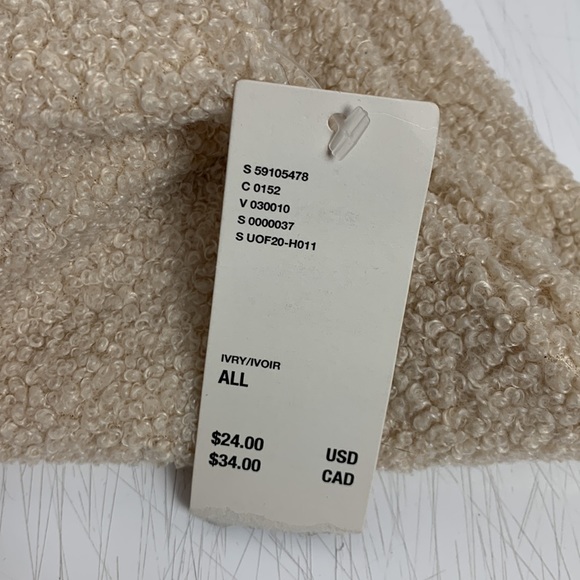 S 59105478
C 0152
V 030010
S 0000037
S UOF20-H011
IVRY/IVOIR
ALL
$24.00 USD
$34.00 CAD